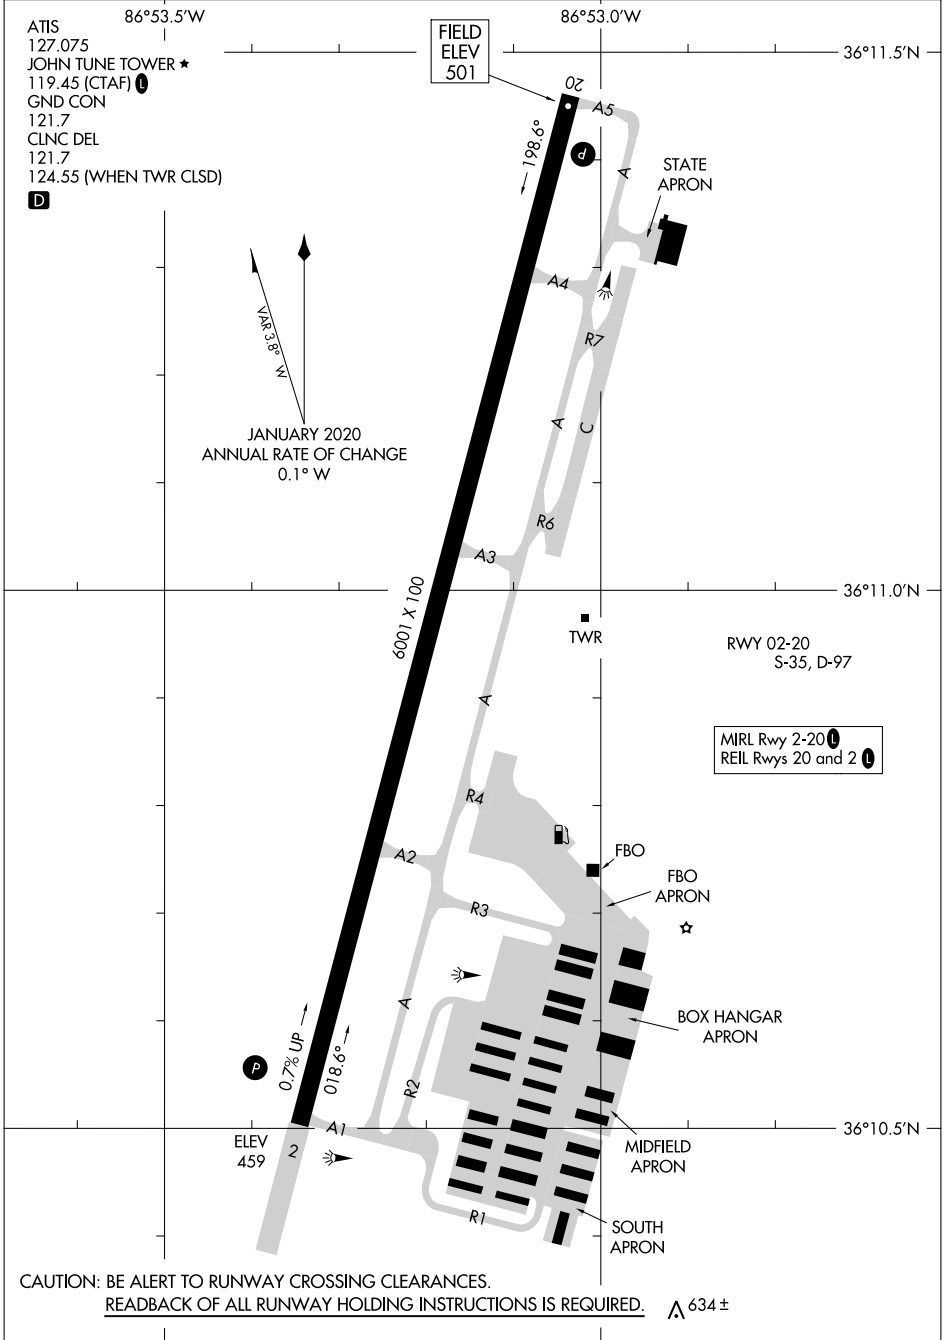 86°53.5'W
86°53.0'W
ATIS
127.075
JOHN TUNE TOWER ★
119.45 (CTAF) L
GND CON
121.7
CLNC DEL
121.7
124.55 (WHEN TWR CLSD)
D
FIELD
ELEV
501
36°11.5'N
20
A5
198.6°
P
A
STATE
APRON
A4
VAR 3.8° W
R7
JANUARY 2020
ANNUAL RATE OF CHANGE
0.1° W
A
C
R6
A3
6001 X 100
36°11.0'N
TWR
RWY 02-20
S-35, D-97
A
MIRL Rwy 2-20 L
REIL Rwys 20 and 2 L
R4
A2
FBO
FBO
APRON
R3
A
BOX HANGAR
APRON
0.7% UP
018.6°
P
R2
A1
36°10.5'N
ELEV
459
2
MIDFIELD
APRON
R1
SOUTH
APRON
CAUTION: BE ALERT TO RUNWAY CROSSING CLEARANCES.
READBACK OF ALL RUNWAY HOLDING INSTRUCTIONS IS REQUIRED.
634 ±